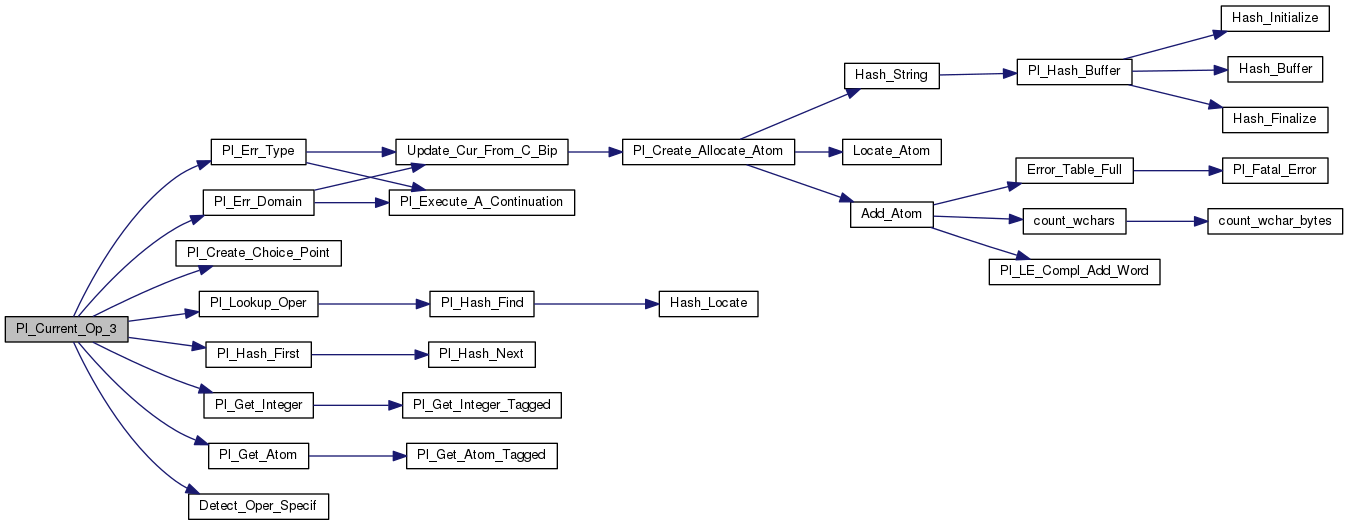 Pl_Current_Op_3
Pl_Err_Type
Pl_Err_Domain
Pl_Create_Choice_Point
Pl_Lookup_Oper
Pl_Hash_First
Pl_Get_Integer
Pl_Get_Atom
Detect_Oper_Specif
Update_Cur_From_C_Bip
Pl_Execute_A_Continuation
Pl_Hash_Find
Pl_Hash_Next
Pl_Get_Integer_Tagged
Pl_Get_Atom_Tagged
Pl_Create_Allocate_Atom
Hash_Locate
Hash_String
Locate_Atom
Add_Atom
Pl_Hash_Buffer
Error_Table_Full
count_wchars
Pl_LE_Compl_Add_Word
Hash_Initialize
Hash_Buffer
Hash_Finalize
Pl_Fatal_Error
count_wchar_bytes